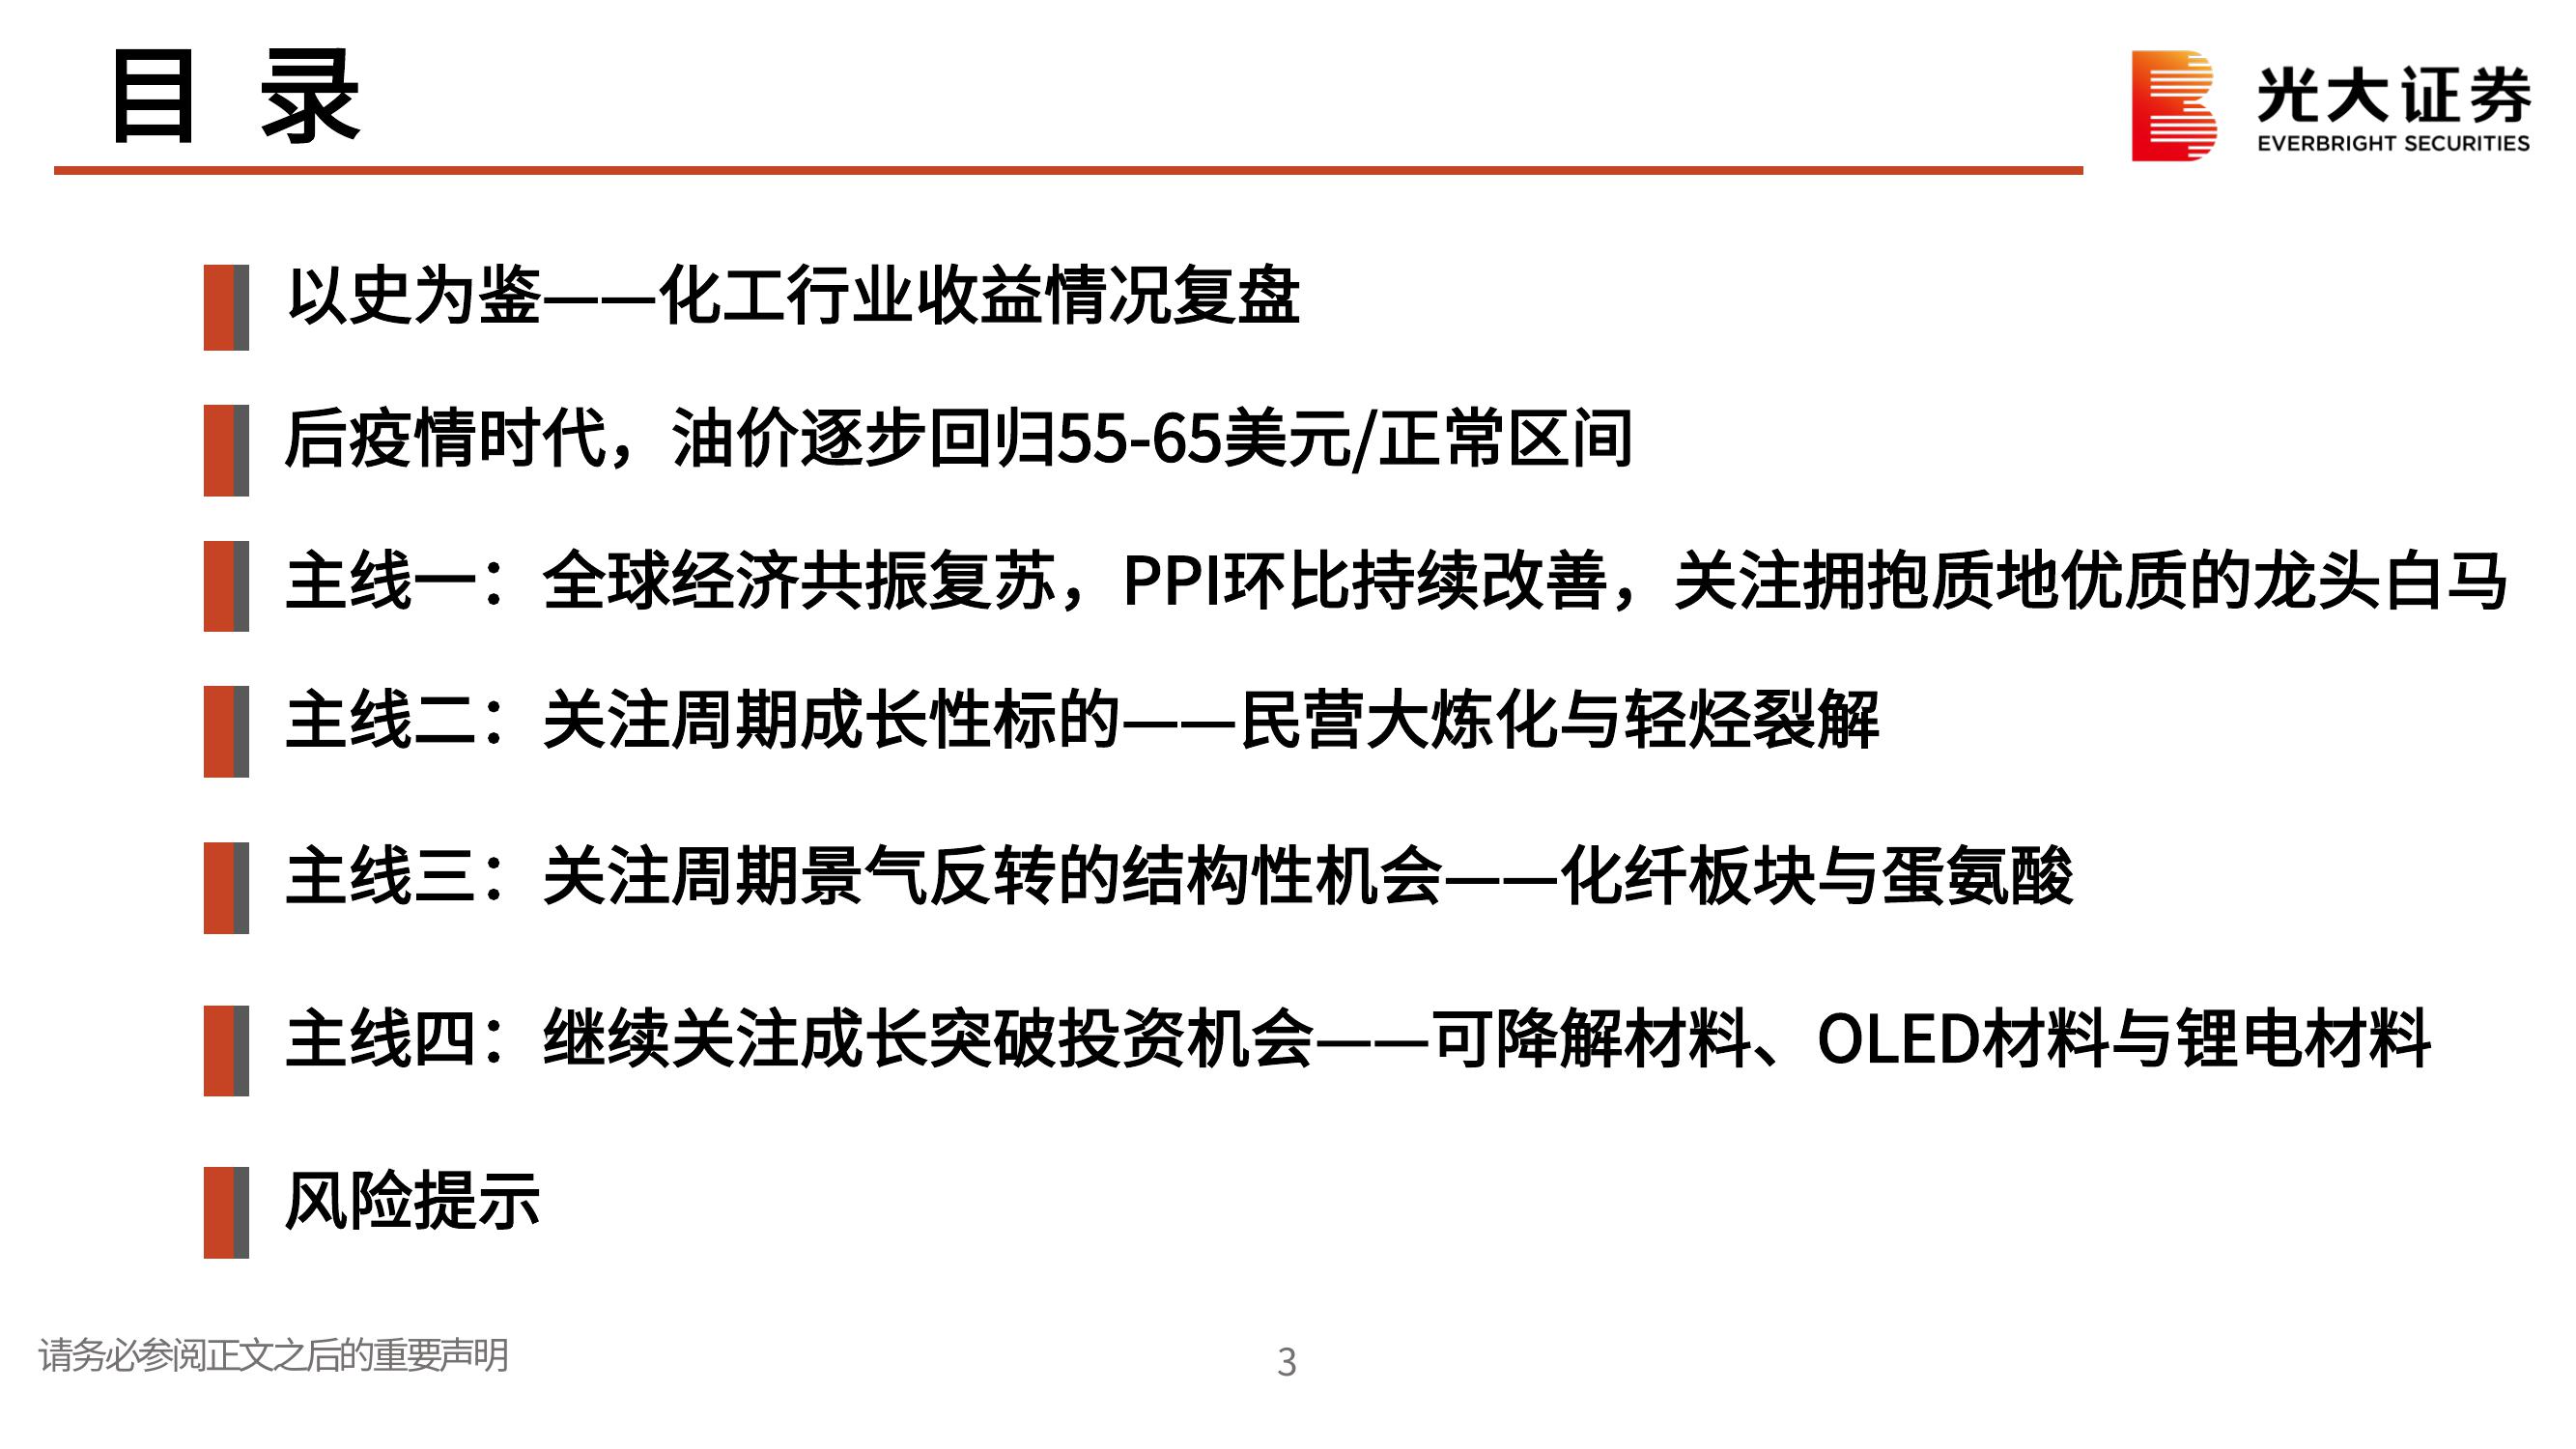 目 录
光大证券
EVERBRIGHT SECURITIES
以史为鉴——化工行业收益情况复盘
后疫情时代，油价逐步回归55-65美元/正常区间
主线一：全球经济共振复苏，PPI环比持续改善，关注拥抱质地优质的龙头白马
主线二：关注周期成长性标的——民营大炼化与轻烃裂解
主线三：关注周期景气反转的结构性机会——化纤板块与蛋氨酸
主线四：继续关注成长突破投资机会——可降解材料、OLED材料与锂电材料
风险提示
请务必参阅正文之后的重要声明
3